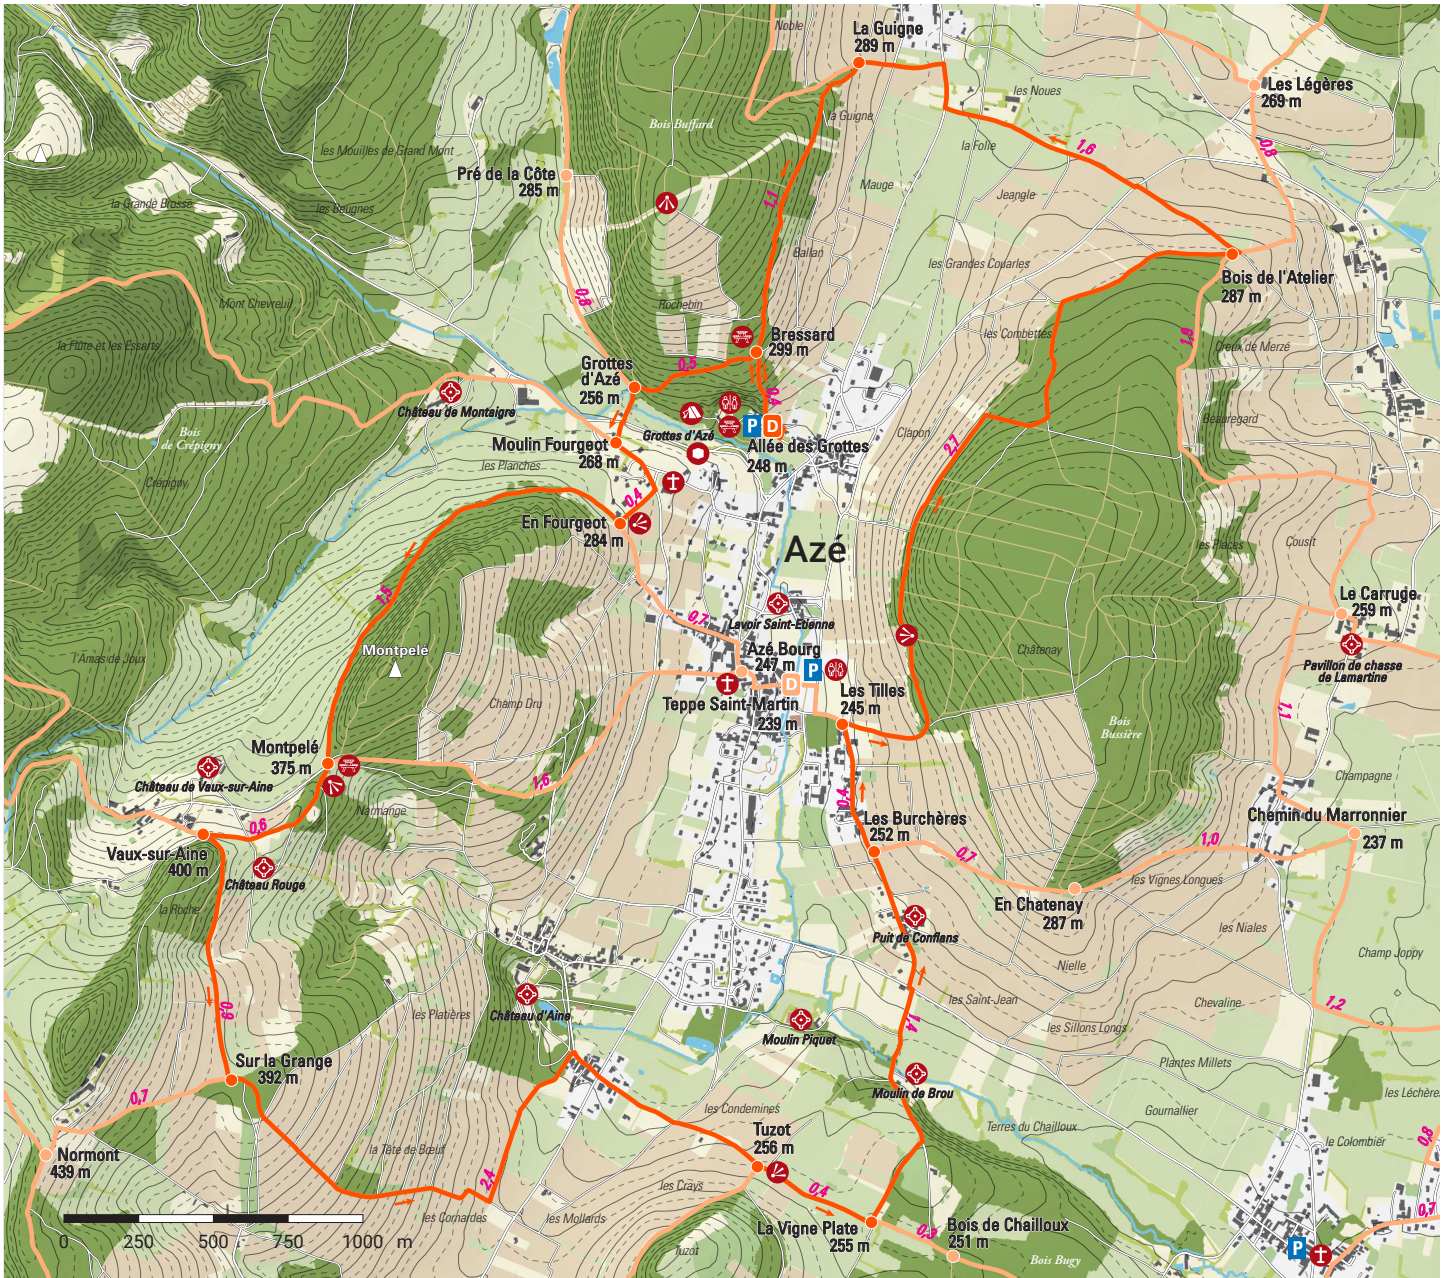 Noble
La Guigne
289 m
Les Légères
269 m
les Noues
la Guigne
Bois Buffard
la Folie
1,6
0,8
les Mouilles de Grand Mont
Pré de la Côte
285 m
Mauge
Jeangle
1,1
la Grande Brosse
les Beugnes
Ballan
les Grandes Couarles
Bois de l'Atelier
287 m
Mont Chevreuil
0,8
Rochebin
la Flûte et les Essarts
Bressard
299 m
les Combettes
1,9
Creux de Merzé
Grottes
d'Azé
256 m
0,5
0,4
Château de Montaigre
Beauregard
Bois
de Crépigny
Grottes d'Azé
P
D
Allée des Grottes
248 m
Clapon
2,7
Moulin Fourgeot
268 m
les Planches
Crépigny
0,4
En Fourgeot
284 m
Azé
les Places
Cousit
1,9
Le Carruge
259 m
0,7
Lavoir Saint-Etienne
Montpelé
l'Amas de Joux
Azé Bourg
247 m
P
D
Châtenay
Pavillon de chasse
de Lamartine
Champ Dru
Teppe Saint-Martin
239 m
Les Tilles
245 m
1,1
Bois
Bussière
Montpelé
375 m
Château de Vaux-sur-Aine
1,6
Champagne
0,4
Narmange
0,6
Les Burchères
252 m
Chemin du Marronnier
237 m
Vaux-sur-Aine
400 m
0,7
1,0
Château Rouge
les Vignes Longues
En Chatenay
287 m
la Roche
Puit de Conflans
les Niales
Champ Joppy
Nielle
Château d'Aine
les Saint-Jean
Chevaline
1,2
0,9
les Platières
1,4
les Sillons Longs
Moulin Piquet
Sur la Grange
392 m
Plantes Millets
Moulin de Brou
les Léchères
0,7
les Condemines
Gournallier
Terres du Chailloux
Tuzot
256 m
le Colombier
0,8
la Tête de Bœuf
Normont
439 m
2,4
les Crays
0,4
les Cornardes
les Mollards
La Vigne Plate
255 m
0,3
Bois de Chailloux
251 m
0,7
0 250 500 750 1000 m
Tuzot
Bois Bugy
P